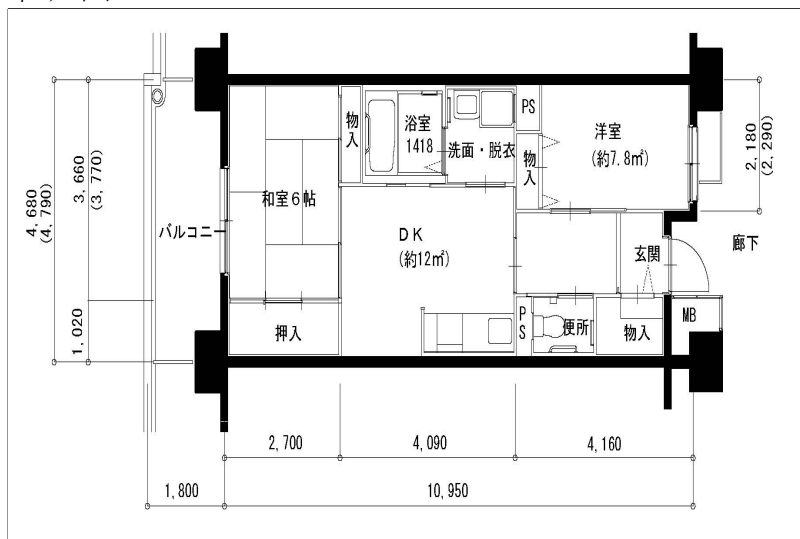 4,680
(4,790)
3,660
(3,770)
1,020
バルコニー
和室6帖
押入
物入
浴室
1418
洗面・脱衣
DK
(約12㎡)
PS
物入
洋室
(約7.8㎡)
2,180
(2,290)
玄関
廊下
PS
便所
物入
MB
2,700
4,090
4,160
1,800
10,950